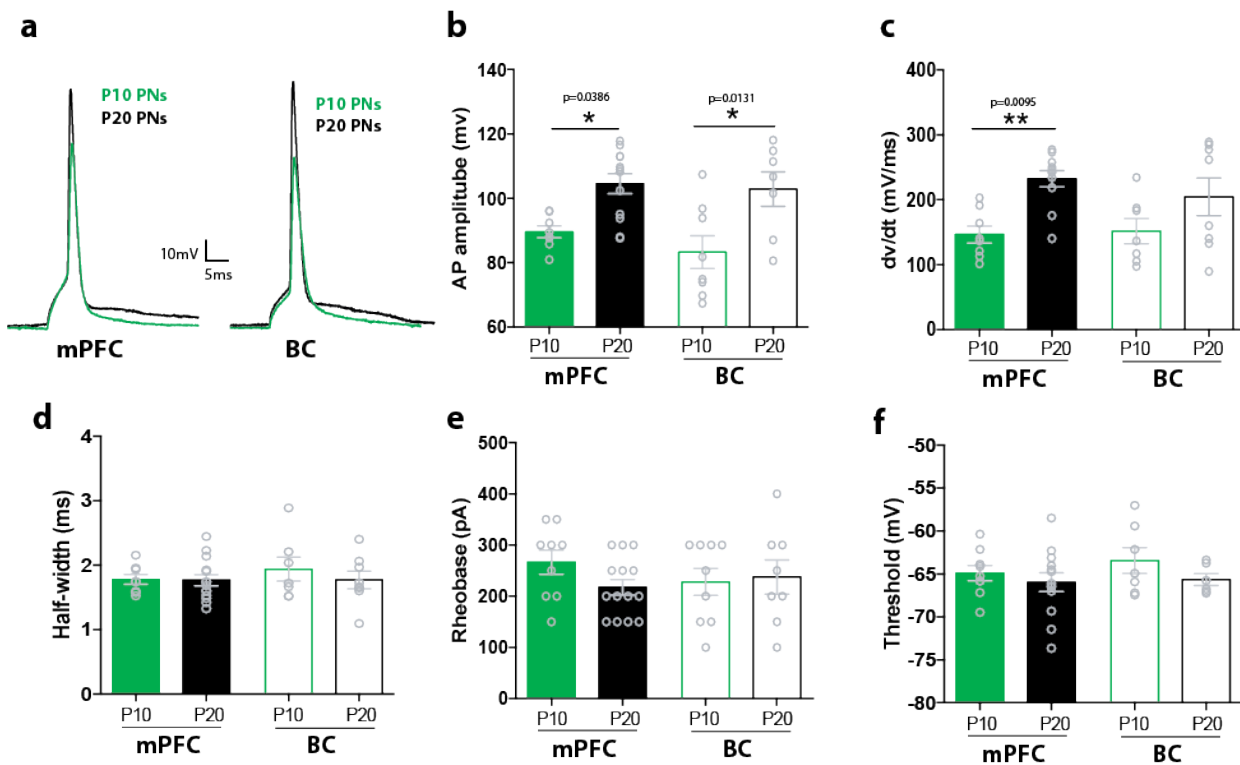 a
P10 PNs
P20 PNs
P10 PNs
P20 PNs
10mV
5ms
mPFC
BC
b
AP amplitube (mv)
140
120
100
80
60
p=0.0386
*
p=0.0131
*
P10
P20
P10
P20
mPFC
BC
c
dv/dt (mV/ms)
400
300
200
100
0
p=0.0095
**
P10
P20
P10
P20
mPFC
BC
d
Half-width (ms)
4
3
2
1
0
P10
P20
P10
P20
mPFC
BC
e
Rheobase (pA)
500
400
300
200
100
0
P10
P20
P10
P20
mPFC
BC
f
Threshold (mV)
-50
-55
-60
-65
-70
-75
-80
P10
P20
P10
P20
mPFC
BC